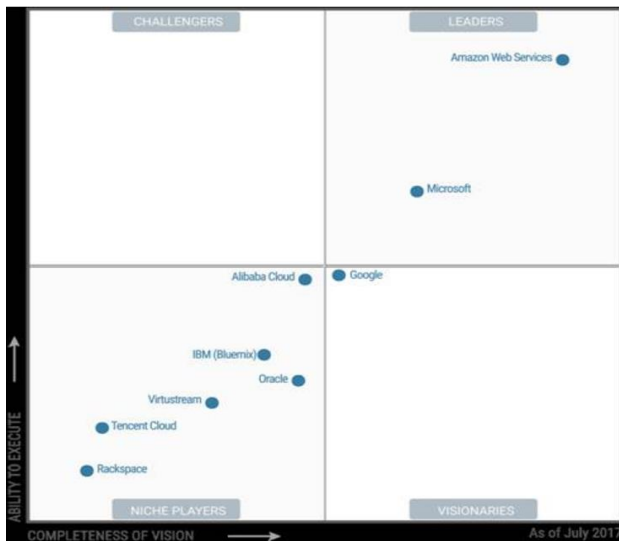 CHALLENGERS
LEADERS
Amazon Web Services
Microsoft
Alibaba Cloud
Google
IBM (Bluemix)
Oracle
Virtustream
Tencent Cloud
Rackspace
NICHE PLAYERS
VISIONARIES
ABILITY TO EXECUTE
COMPLETENESS OF VISION
As of July 2017